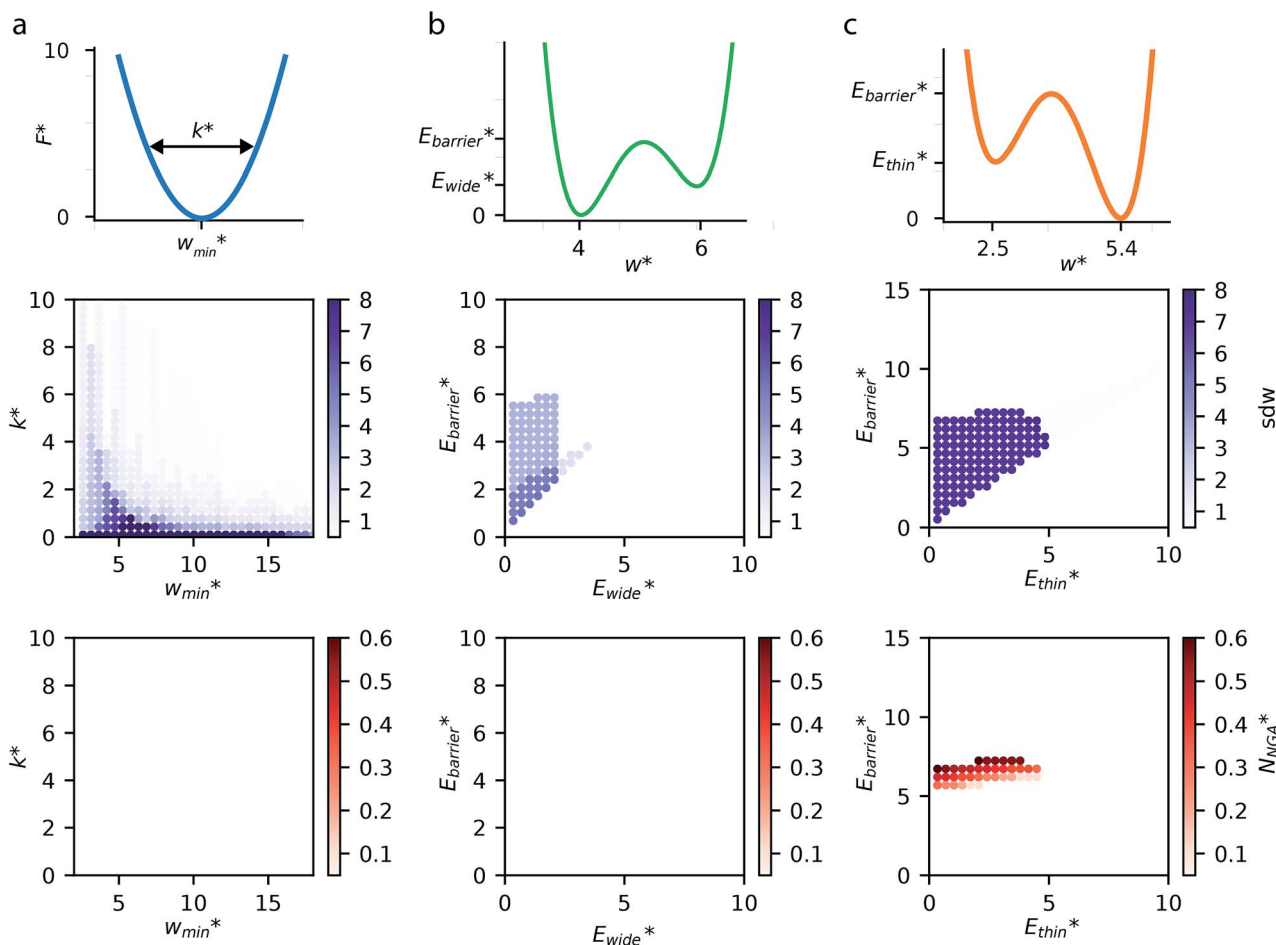 a
10
F*
k*
0
w_min*
b
E_barrier*
E_wide*
0
4 6
w*
c
E_barrier*
E_thin*
0
2.5 5.4
w*
10
8
6
4
2
0
k*
5 10 15
w_min*
8
7
6
5
4
3
2
1
10
8
6
4
2
0
E_barrier*
0 5 10
E_wide*
8
7
6
5
4
3
2
1
15
10
5
0
E_barrier*
0 5 10
E_thin*
8
7
6
5
4
3
2
1
sdw
10
8
6
4
2
0
k*
5 10 15
w_min*
0.6
0.5
0.4
0.3
0.2
0.1
10
8
6
4
2
0
E_barrier*
0 5 10
E_wide*
0.6
0.5
0.4
0.3
0.2
0.1
15
10
5
0
E_barrier*
0 5 10
E_thin*
0.6
0.5
0.4
0.3
0.2
0.1
N_NGA*